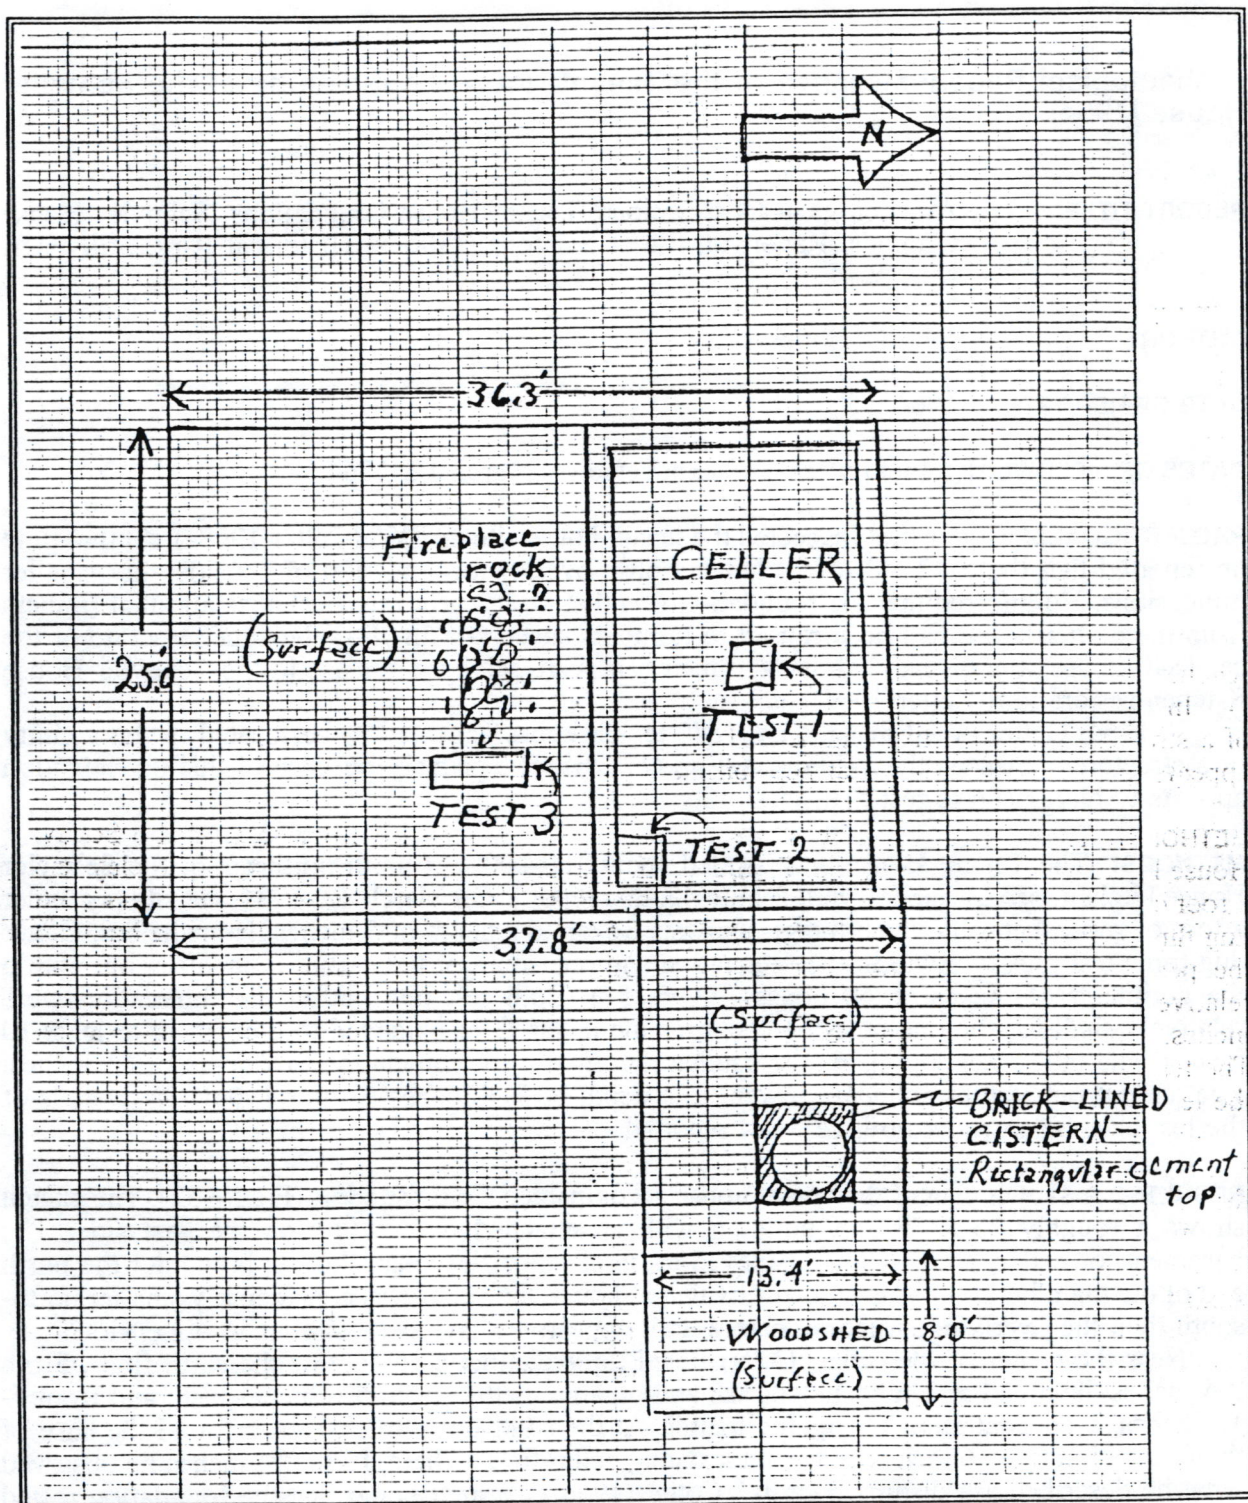 N
36.3'
Fireplace
rock
?
CELLER
(Surface)
25.0'
TEST 1
TEST 3
TEST 2
37.8'
(Surface)
BRICK-LINED
CISTERN-
Rectangular cement
top
13.4'
WOODSHED
8.0'
(Surface)